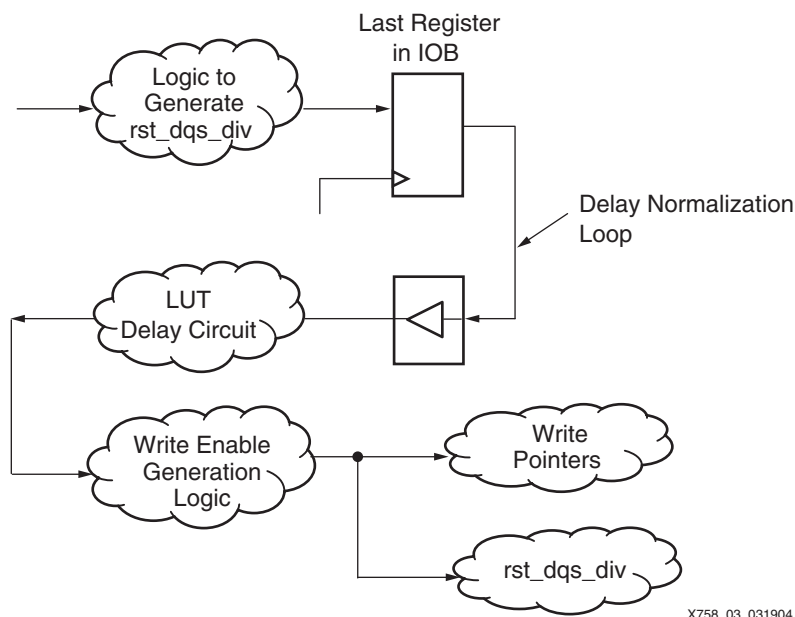 Last Register
in IOB
Logic to
Generate
rst_dqs_div
Delay Normalization
Loop
LUT
Delay Circuit
Write Enable
Generation
Logic
Write
Pointers
rst_dqs_div
X758_03_031904